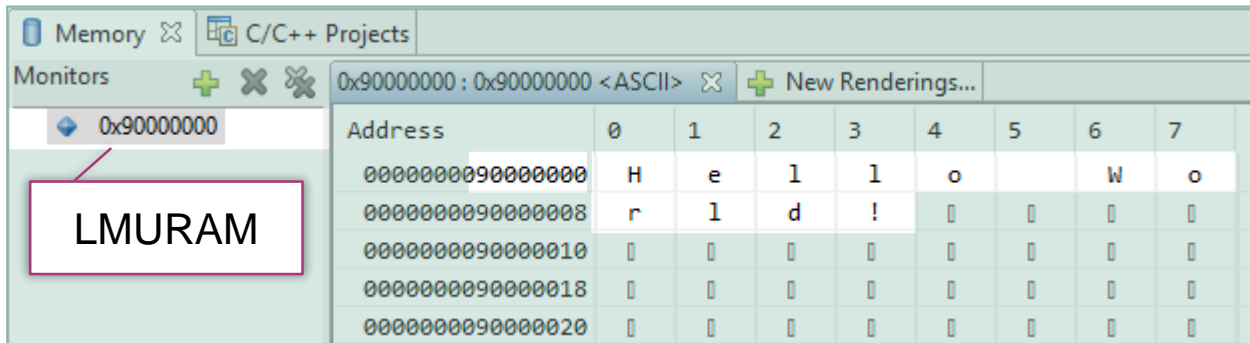 Memory C/C++ Projects
Monitors 0x90000000 : 0x90000000 <ASCII> New Renderings...
0x90000000 Address 0 1 2 3 4 5 6 7
0000000090000000 H e l l o W o
0000000090000008 r l d !
LMURAM
0000000090000010
0000000090000018
0000000090000020